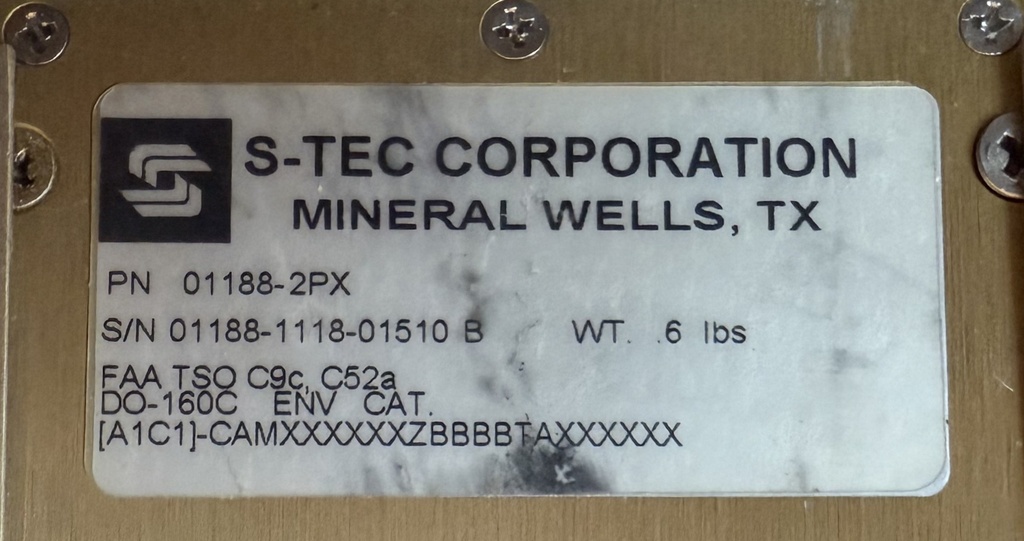 S-TEC CORPORATION
MINERAL WELLS, TX
PN 01188-2PX
S/N 01188-1118-01510 B WT. .6 lbs
FAA TSO C9c, C52a
DO-160C ENV CAT.
[A1C1]-CAMXXXXXXZBBBBTAXXXXXX